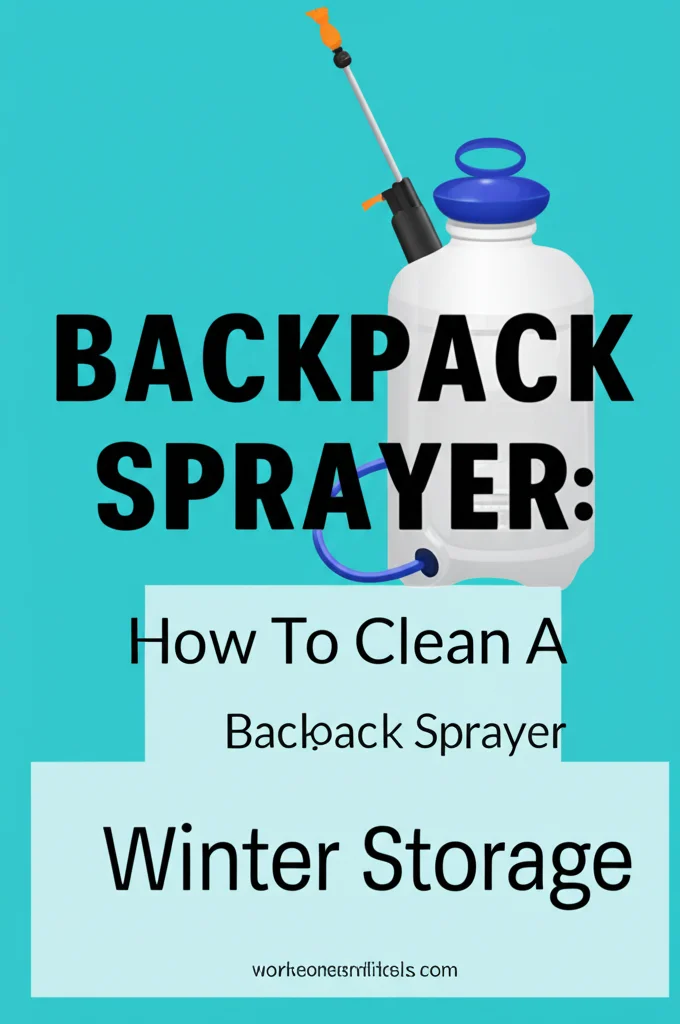 BACKPACK
SPRAYER:
How To Clean A
Backpack Sprayer
Winter Storage